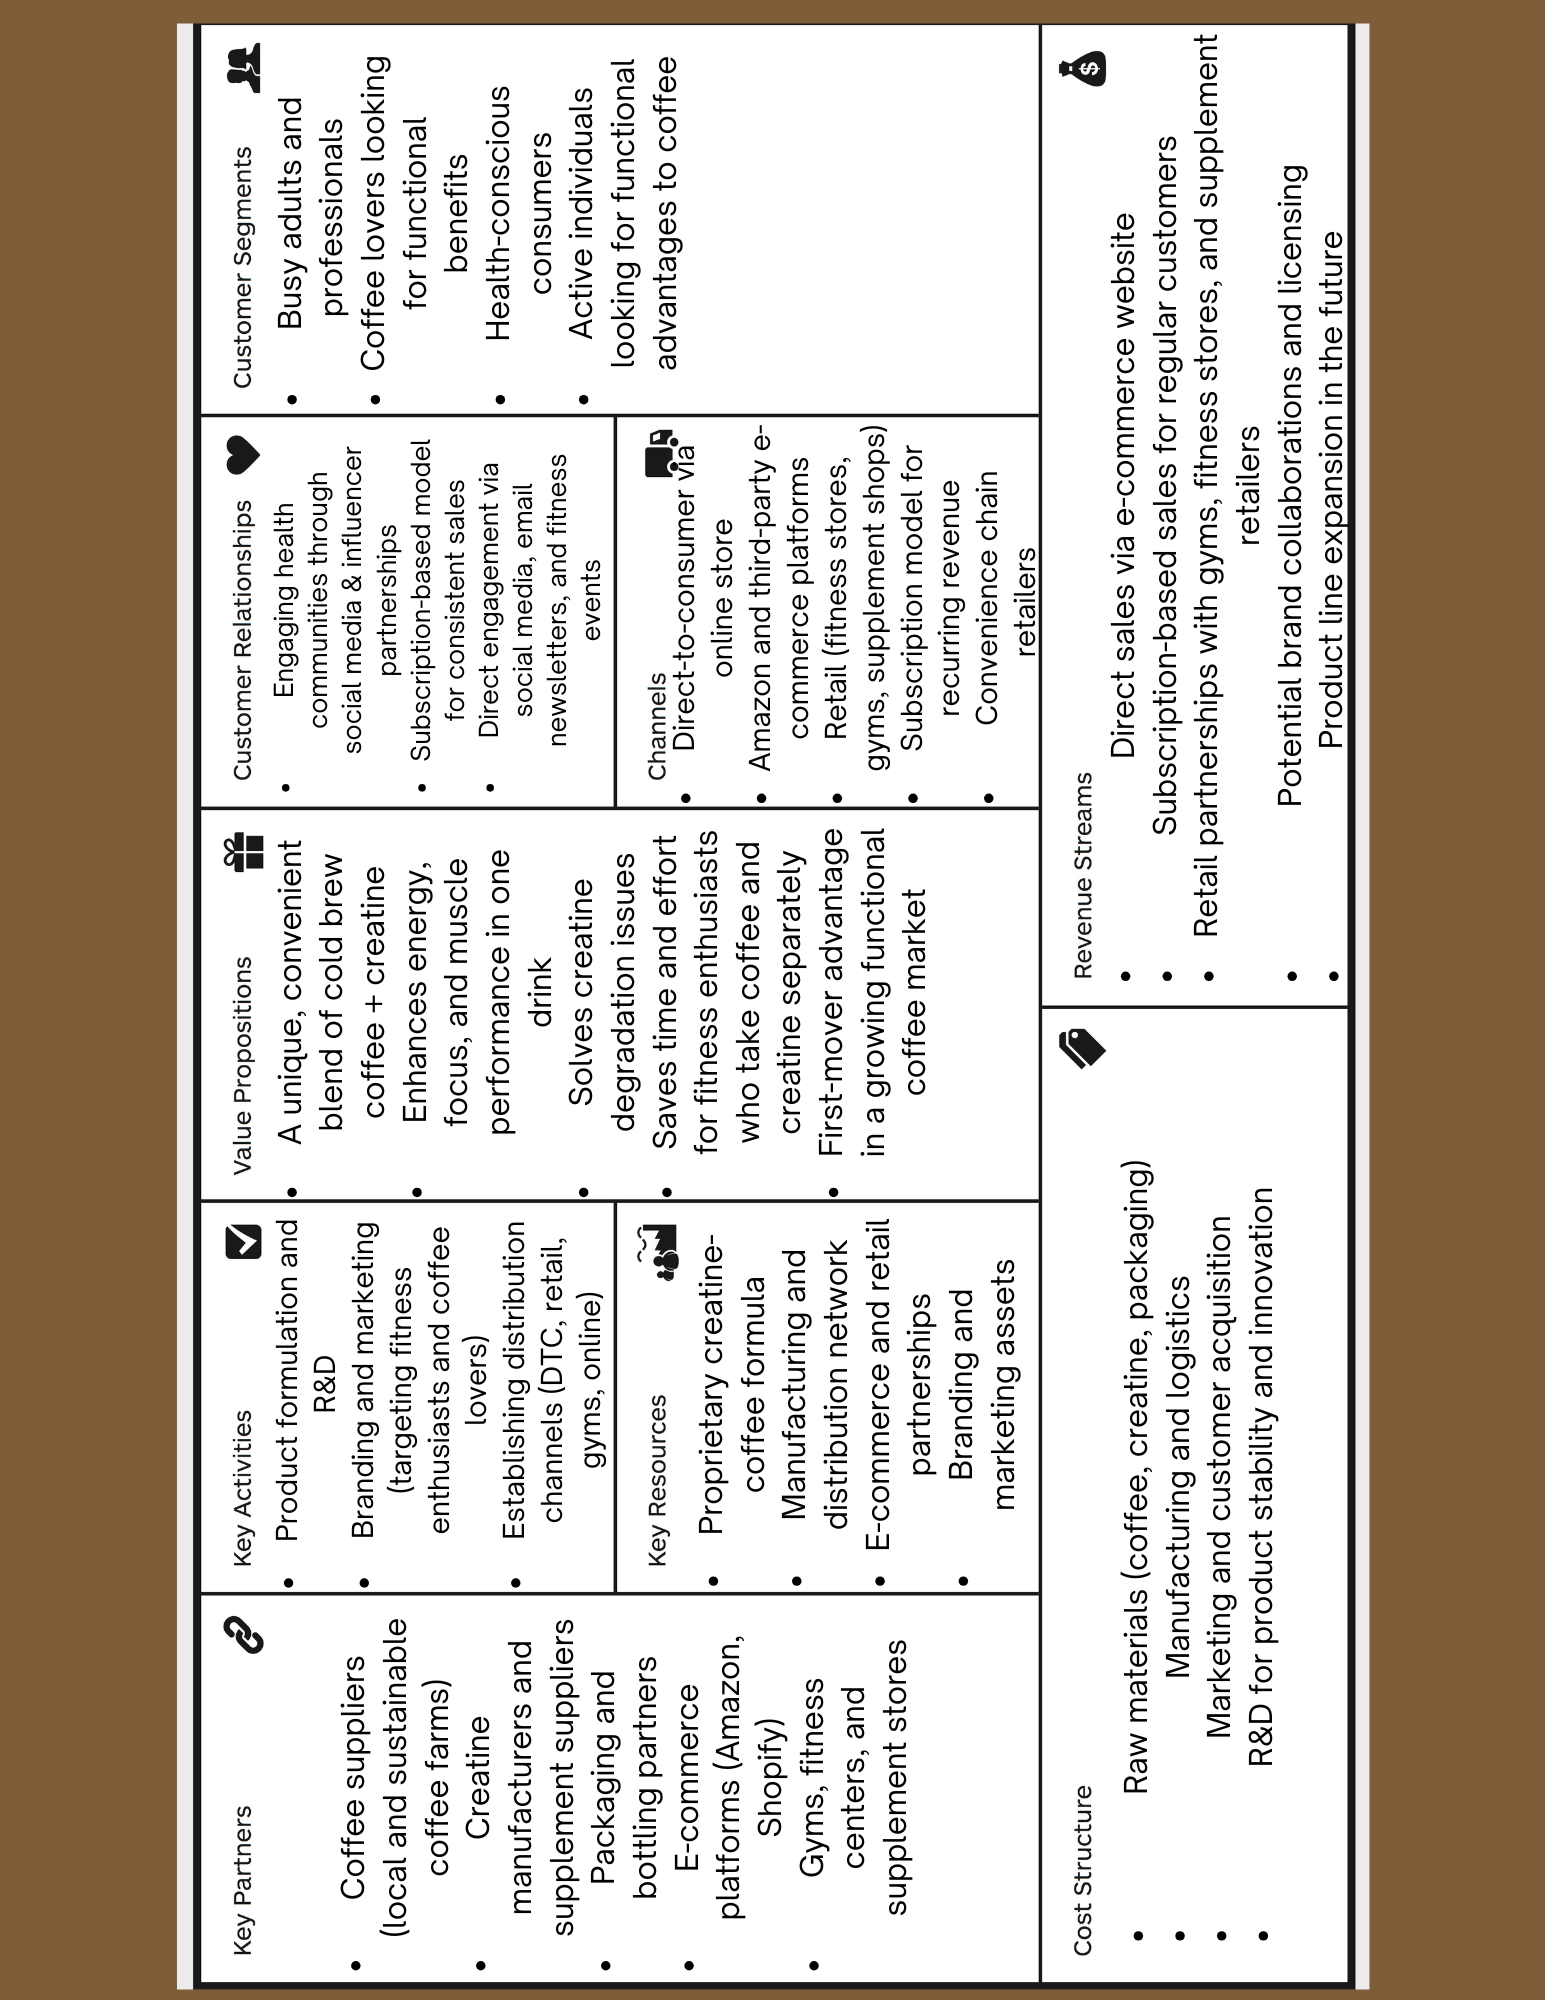 Key Partners
• Coffee suppliers
(local and sustainable
coffee farms)
• Creatine
manufacturers and
supplement suppliers
• Packaging and
bottling partners
• E-commerce
platforms (Amazon,
Shopify)
• Gyms, fitness
centers, and
supplement stores
Key Activities
• Product formulation and
R&D
• Branding and marketing
(targeting fitness
enthusiasts and coffee
lovers)
• Establishing distribution
channels (DTC, retail,
gyms, online)
Key Resources
• Proprietary creatine-
coffee formula
• Manufacturing and
distribution network
• E-commerce and retail
partnerships
• Branding and
marketing assets
Value Propositions
• A unique, convenient
blend of cold brew
coffee + creatine
• Enhances energy,
focus, and muscle
performance in one
drink
• Solves creatine
degradation issues
• Saves time and effort
for fitness enthusiasts
who take coffee and
creatine separately
• First-mover advantage
in a growing functional
coffee market
Customer Relationships
• Engaging health
communities through
social media & influencer
partnerships
• Subscription-based model
for consistent sales
• Direct engagement via
social media, email
newsletters, and fitness
events
Channels
• Direct-to-consumer via
online store
• Amazon and third-party e-
commerce platforms
• Retail (fitness stores,
gyms, supplement shops)
• Subscription model for
recurring revenue
• Convenience chain
retailers
Customer Segments
• Busy adults and
professionals
• Coffee lovers looking
for functional
benefits
• Health-conscious
consumers
• Active individuals
looking for functional
advantages to coffee
Cost Structure
• Raw materials (coffee, creatine, packaging)
• Manufacturing and logistics
• Marketing and customer acquisition
• R&D for product stability and innovation
Revenue Streams
$
• Direct sales via e-commerce website
• Subscription-based sales for regular customers
• Retail partnerships with gyms, fitness stores, and supplement
retailers
• Potential brand collaborations and licensing
• Product line expansion in the future